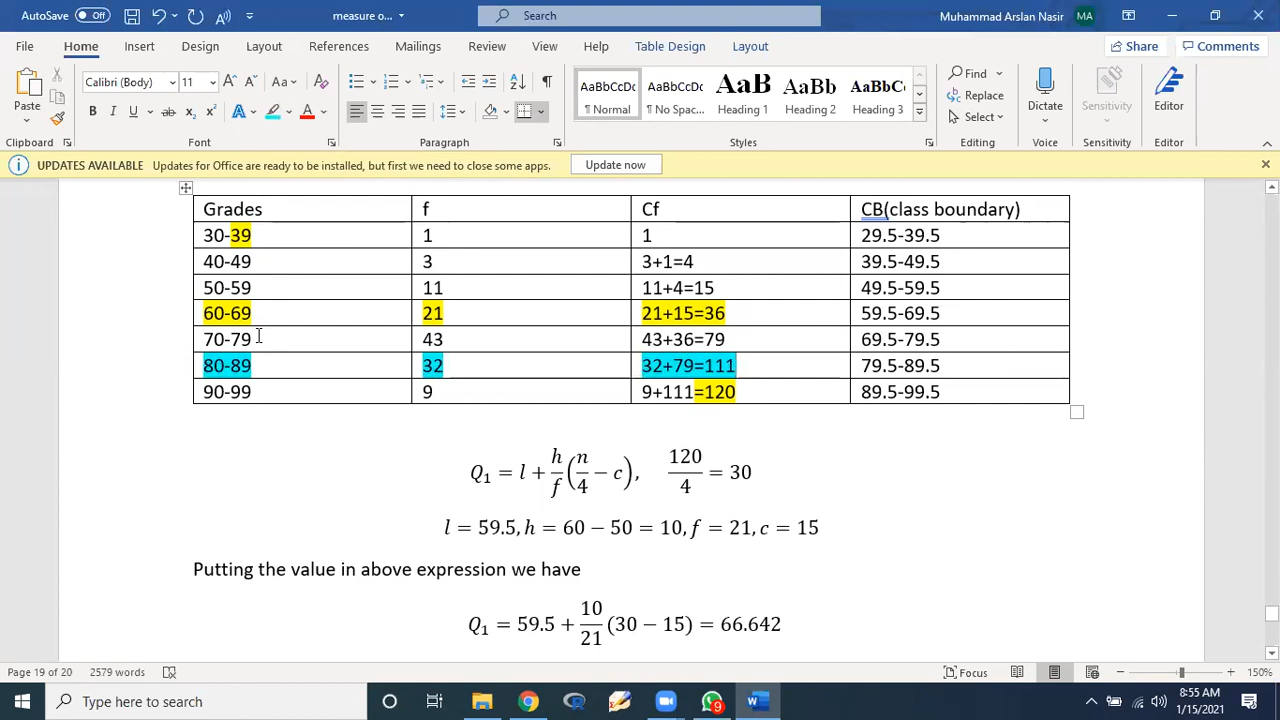 AutoSave Off measure o... Search Muhammad Arslan Nasir MA
File Home Insert Design Layout References Mailings Review View Help Table Design Layout Share Comments
Paste Calibri (Body) 11 A A Aa A AaBbCcDc AaBbCcDc AaB AaBb AaBbC Find Dictate Sensitivity Editor
B I U ab x₂ x² A A ¶ Normal ¶ No Spac... Heading 1 Heading 2 Heading 3 Replace
Select
Clipboard Font Paragraph Styles Editing Voice Sensitivity Editor
UPDATES AVAILABLE Updates for Office are ready to be installed, but first we need to close some apps. Update now
Grades f Cf CB(class boundary)
30-39 1 1 29.5-39.5
40-49 3 3+1=4 39.5-49.5
50-59 11 11+4=15 49.5-59.5
60-69 21 21+15=36 59.5-69.5
70-79 43 43+36=79 69.5-79.5
80-89 32 32+79=111 79.5-89.5
90-99 9 9+111=120 89.5-99.5
Q₁ = l + h/f (n/4 − c), 120/4 = 30
l = 59.5, h = 60 − 50 = 10, f = 21, c = 15
Putting the value in above expression we have
Q₁ = 59.5 + 10/21 (30 − 15) = 66.642
Page 19 of 20 2579 words Focus 150%
Type here to search 9 8:55 AM
1/15/2021